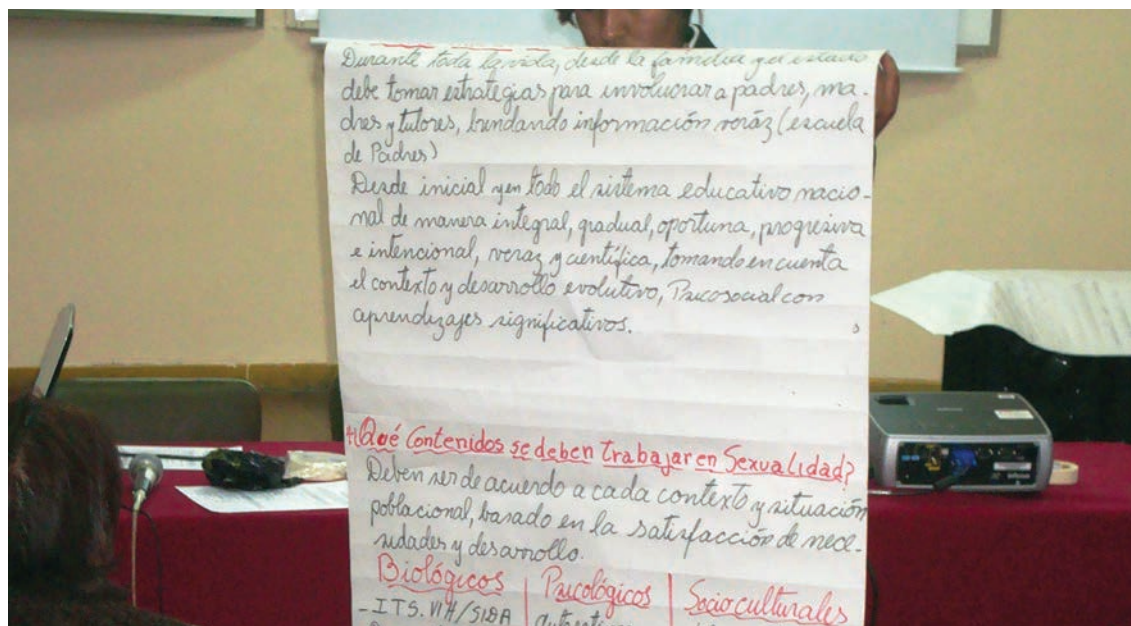 Durante toda la vida, desde la familia y el estado
debe tomar estrategias para involucrar a padres, ma-
dres y tutores, brindando información veráz (escuela
de Padres)
Desde inicial y en todo el sistema educativo nacio-
nal de manera integral, gradual, oportuna, progresiva
e intencional, veraz y científica, tomando en cuenta
el contexto y desarrollo evolutivo, Psicosocial con
aprendizajes significativos.
¿Qué Contenidos se deben trabajar en Sexualidad?
Deben ser de acuerdo a cada contexto y situación
poblacional, basado en la satisfacción de nece-
sidades y desarrollo.
Biológicos Psicológicos Socioculturales
- ITS. VIH/SIDA